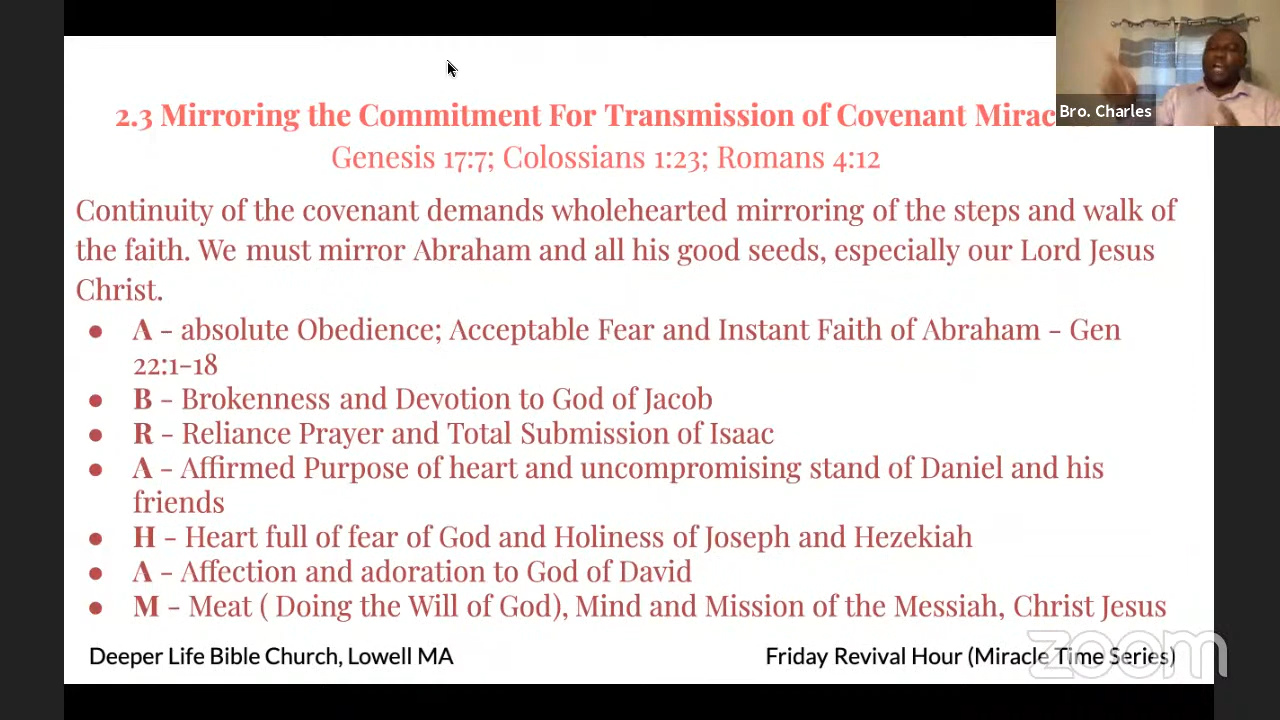 2.3 Mirroring the Commitment For Transmission of Covenant
Genesis 17:7; Colossians 1:23; Romans 4:12
Bro. Charles
Continuity of the covenant demands wholehearted mirroring of the steps and walk of
the faith. We must mirror Abraham and all his good seeds, especially our Lord Jesus
Christ.
● A - absolute Obedience; Acceptable Fear and Instant Faith of Abraham - Gen
22:1-18
● B - Brokenness and Devotion to God of Jacob
● R - Reliance Prayer and Total Submission of Isaac
● A - Affirmed Purpose of heart and uncompromising stand of Daniel and his
friends
● H - Heart full of fear of God and Holiness of Joseph and Hezekiah
● A - Affection and adoration to God of David
● M - Meat ( Doing the Will of God), Mind and Mission of the Messiah, Christ Jesus
Deeper Life Bible Church, Lowell MA
Friday Revival Hour (Miracle Time Series)
zoom